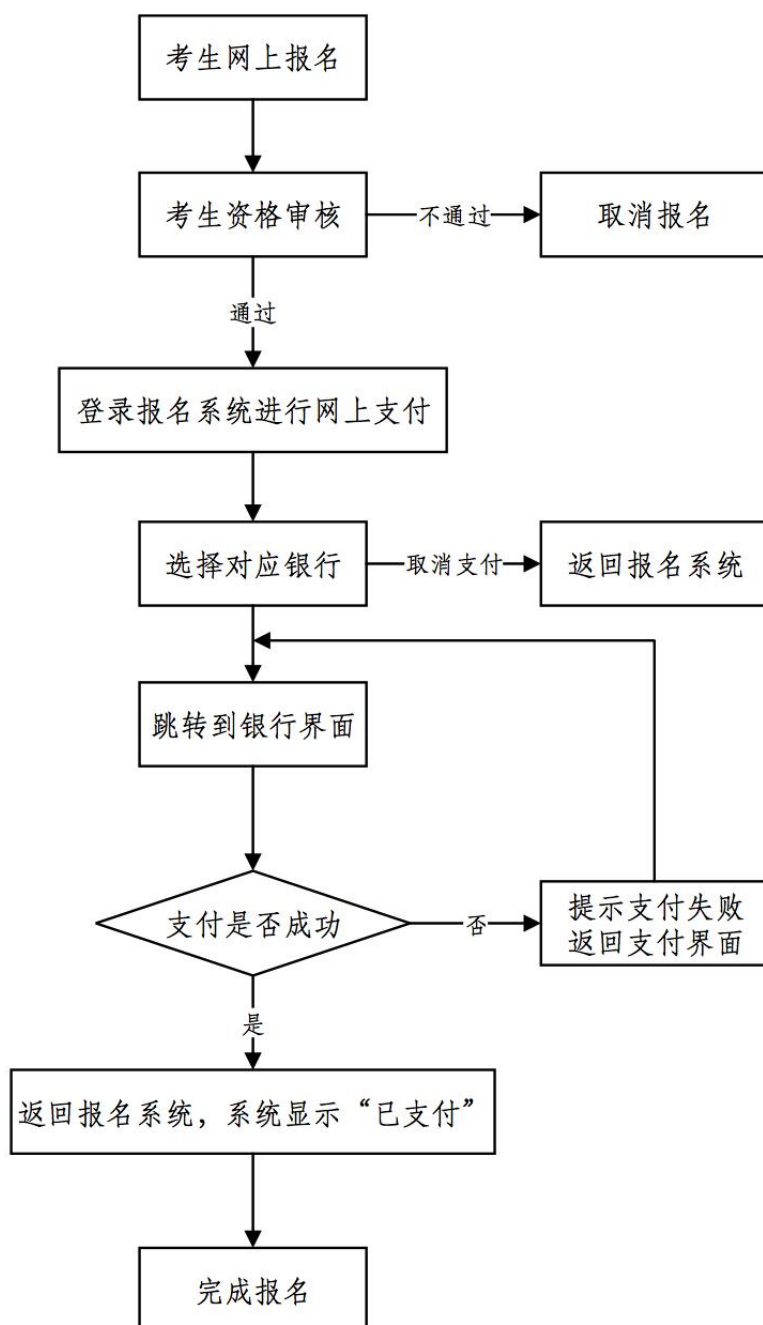 考生网上报名
考生资格审核
不通过
取消报名
通过
登录报名系统进行网上支付
选择对应银行
取消支付
返回报名系统
跳转到银行界面
支付是否成功
否
提示支付失败
返回支付界面
是
返回报名系统，系统显示“已支付”
完成报名